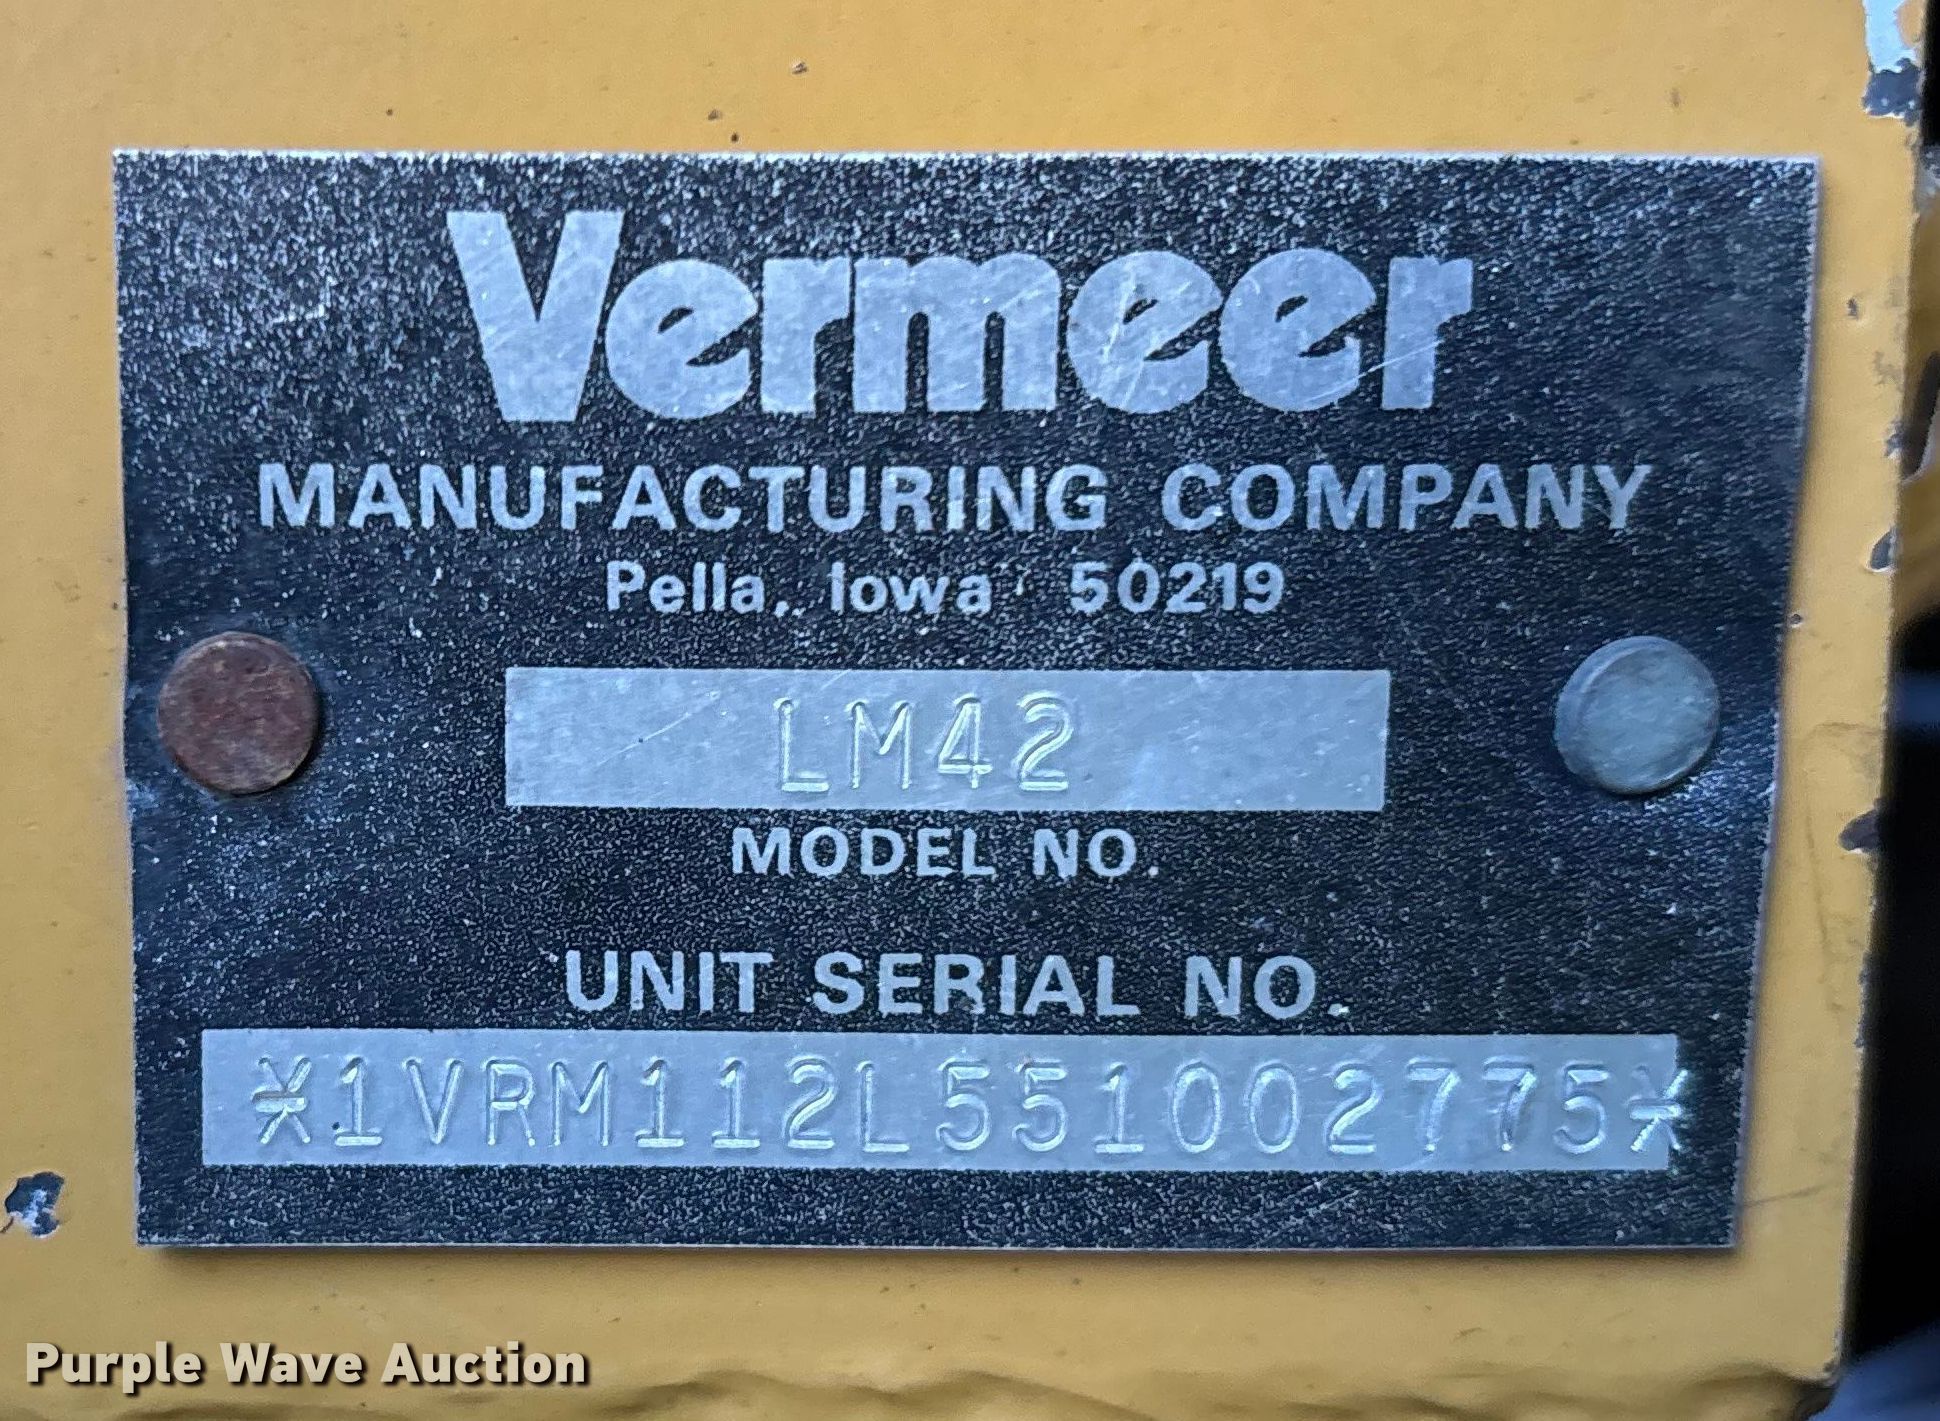 Vermeer
MANUFACTURING COMPANY
Pella, Iowa 50219
LM42
MODEL NO.
UNIT SERIAL NO.
*1VRM112L551002775*
Purple Wave Auction